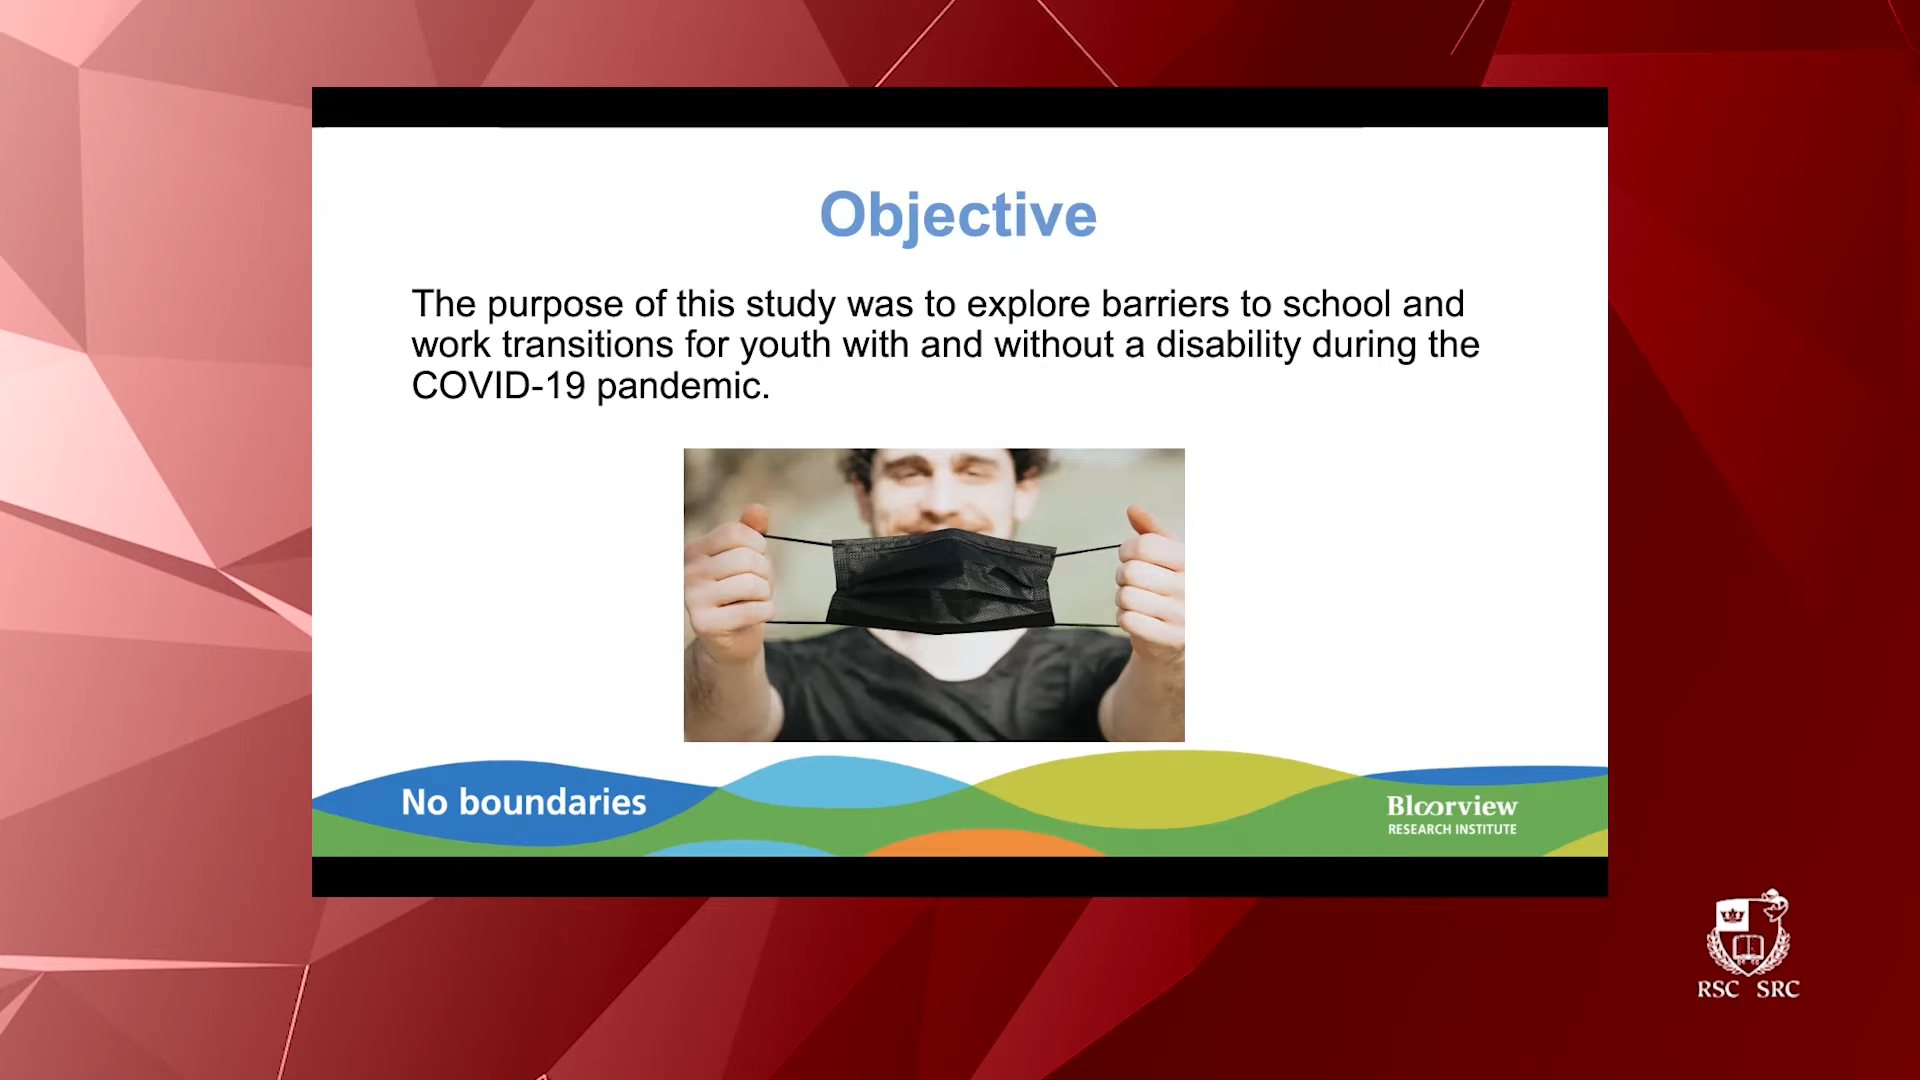 Objective
The purpose of this study was to explore barriers to school and
work transitions for youth with and without a disability during the
COVID-19 pandemic.
No boundaries
Bloorview
RESEARCH INSTITUTE
RSC SRC